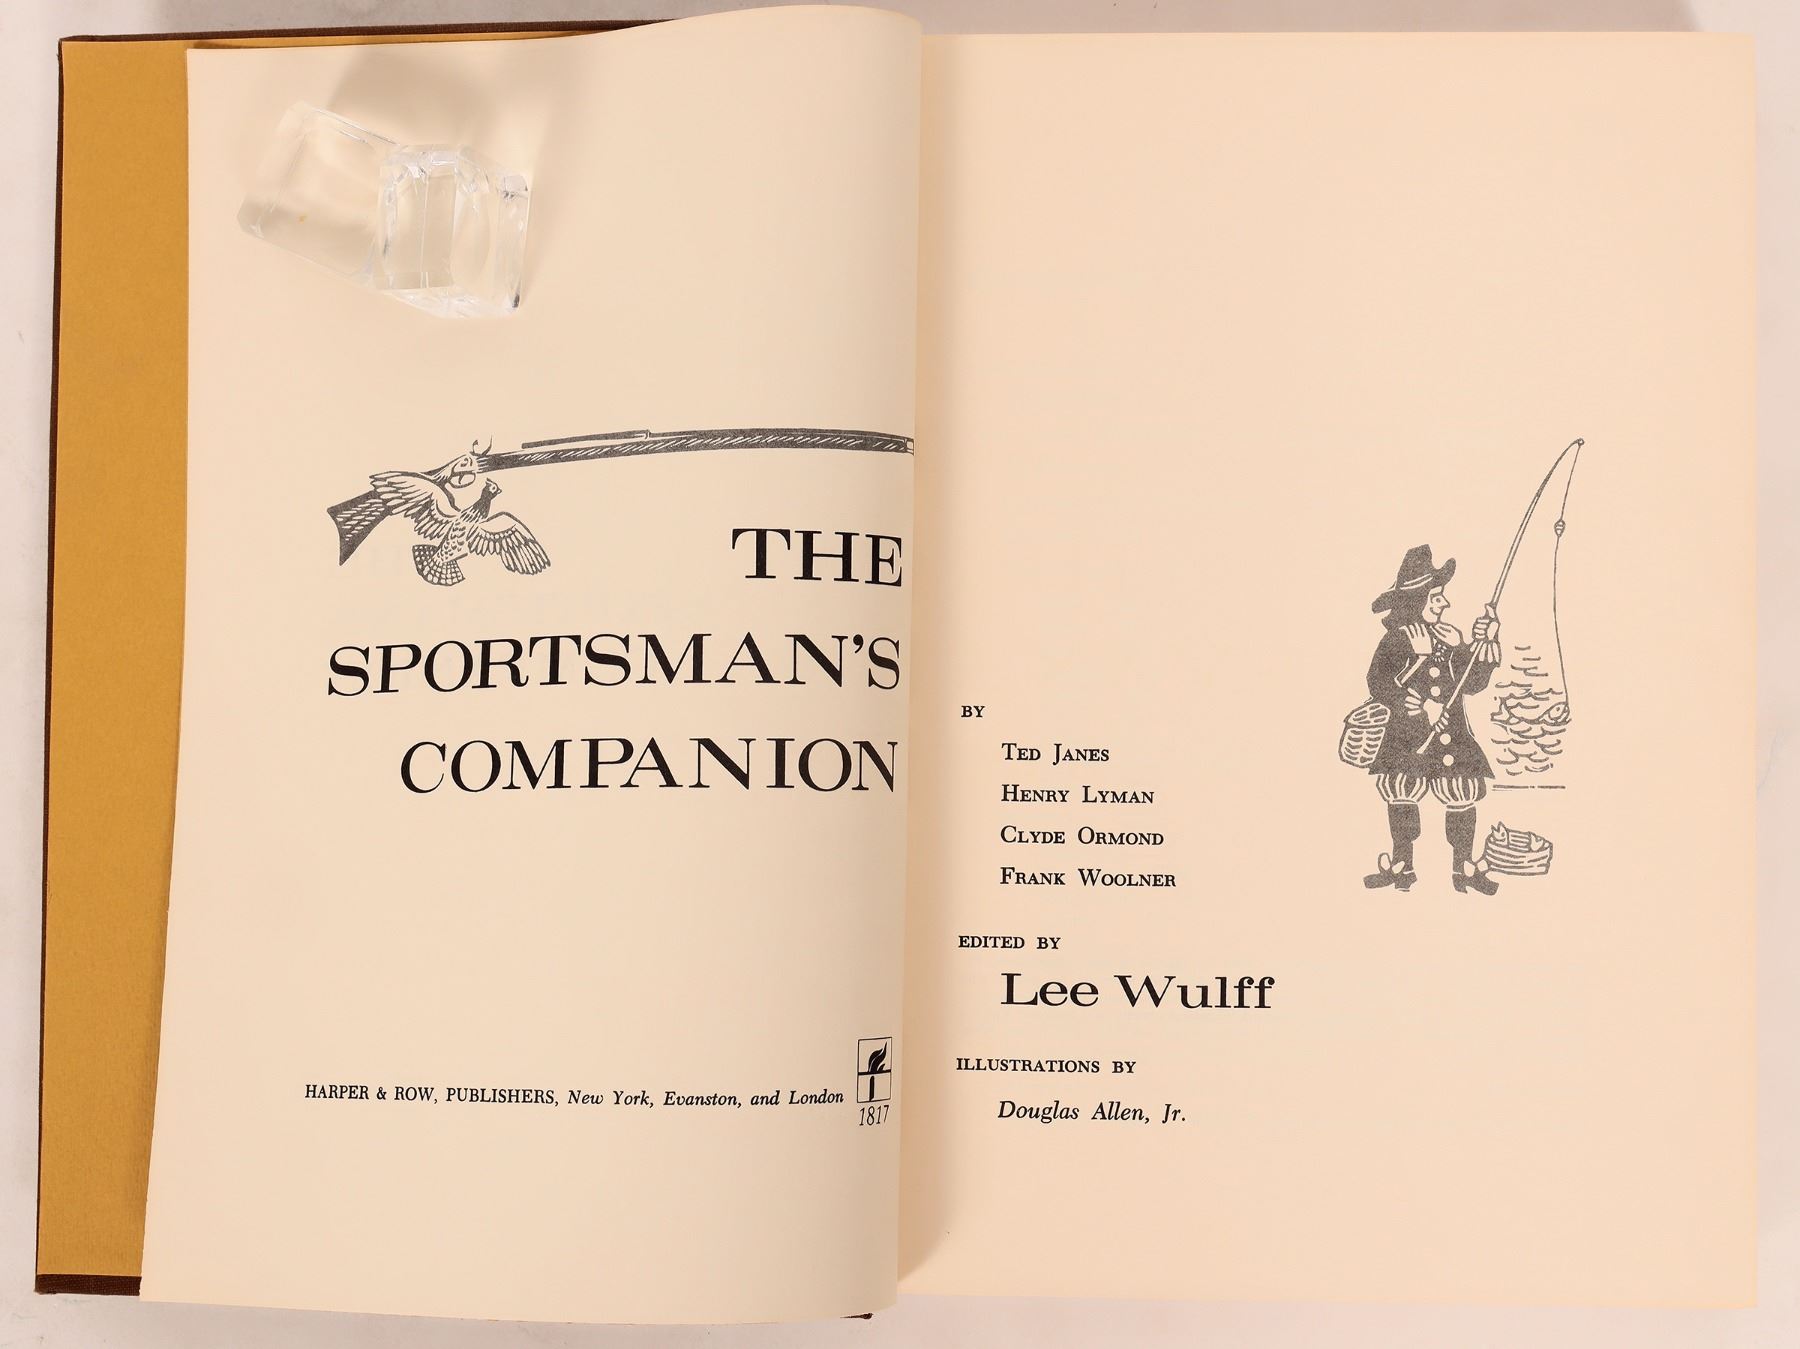 THE
SPORTSMAN'S
COMPANION
HARPER & ROW, PUBLISHERS, New York, Evanston, and London
1817
BY
TED JANES
HENRY LYMAN
CLYDE ORMOND
FRANK WOOLNER
EDITED BY
Lee Wulff
ILLUSTRATIONS BY
Douglas Allen, Jr.